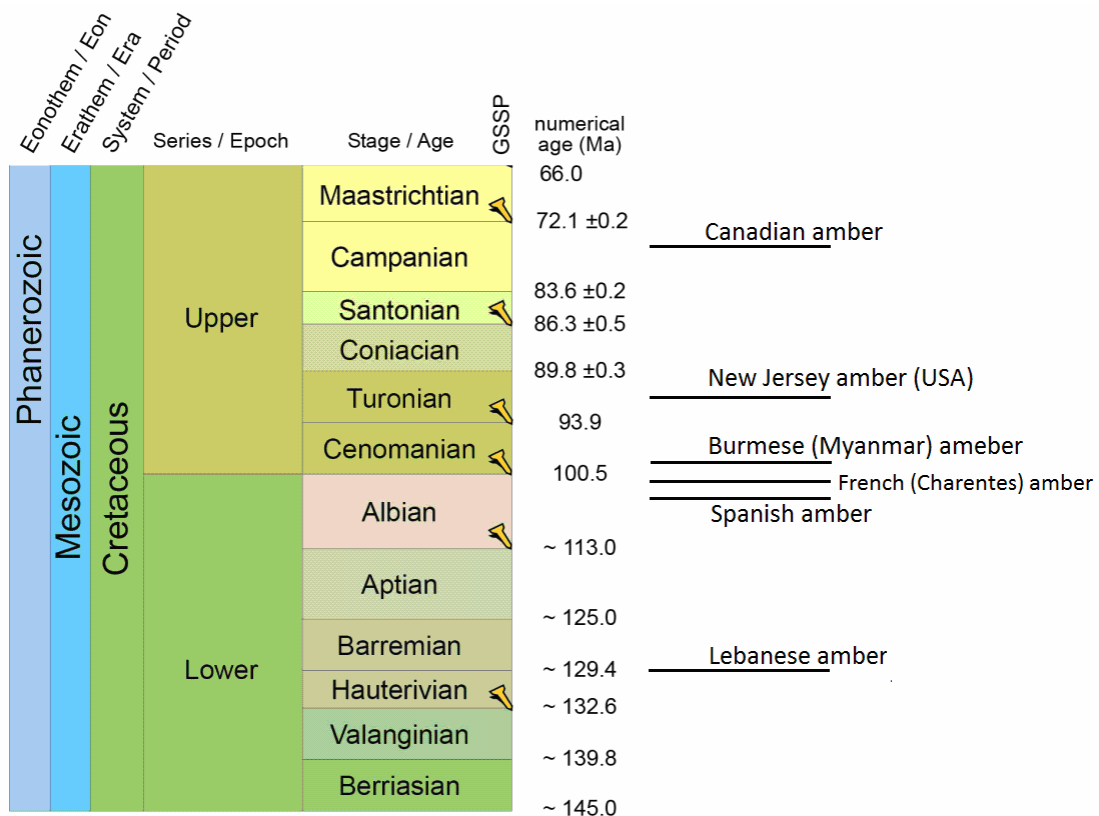 Eonothem / Eon
Erathem / Era
System / Period
Series / Epoch
Stage / Age
GSSP
numerical
age (Ma)
Phanerozoic
Mesozoic
Cretaceous
Upper
Lower
Maastrichtian
Campanian
Santonian
Coniacian
Turonian
Cenomanian
Albian
Aptian
Barremian
Hauterivian
Valanginian
Berriasian
66.0
72.1 ±0.2
83.6 ±0.2
86.3 ±0.5
89.8 ±0.3
93.9
100.5
~ 113.0
~ 125.0
~ 129.4
~ 132.6
~ 139.8
~ 145.0
Canadian amber
New Jersey amber (USA)
Burmese (Myanmar) ameber
French (Charentes) amber
Spanish amber
Lebanese amber